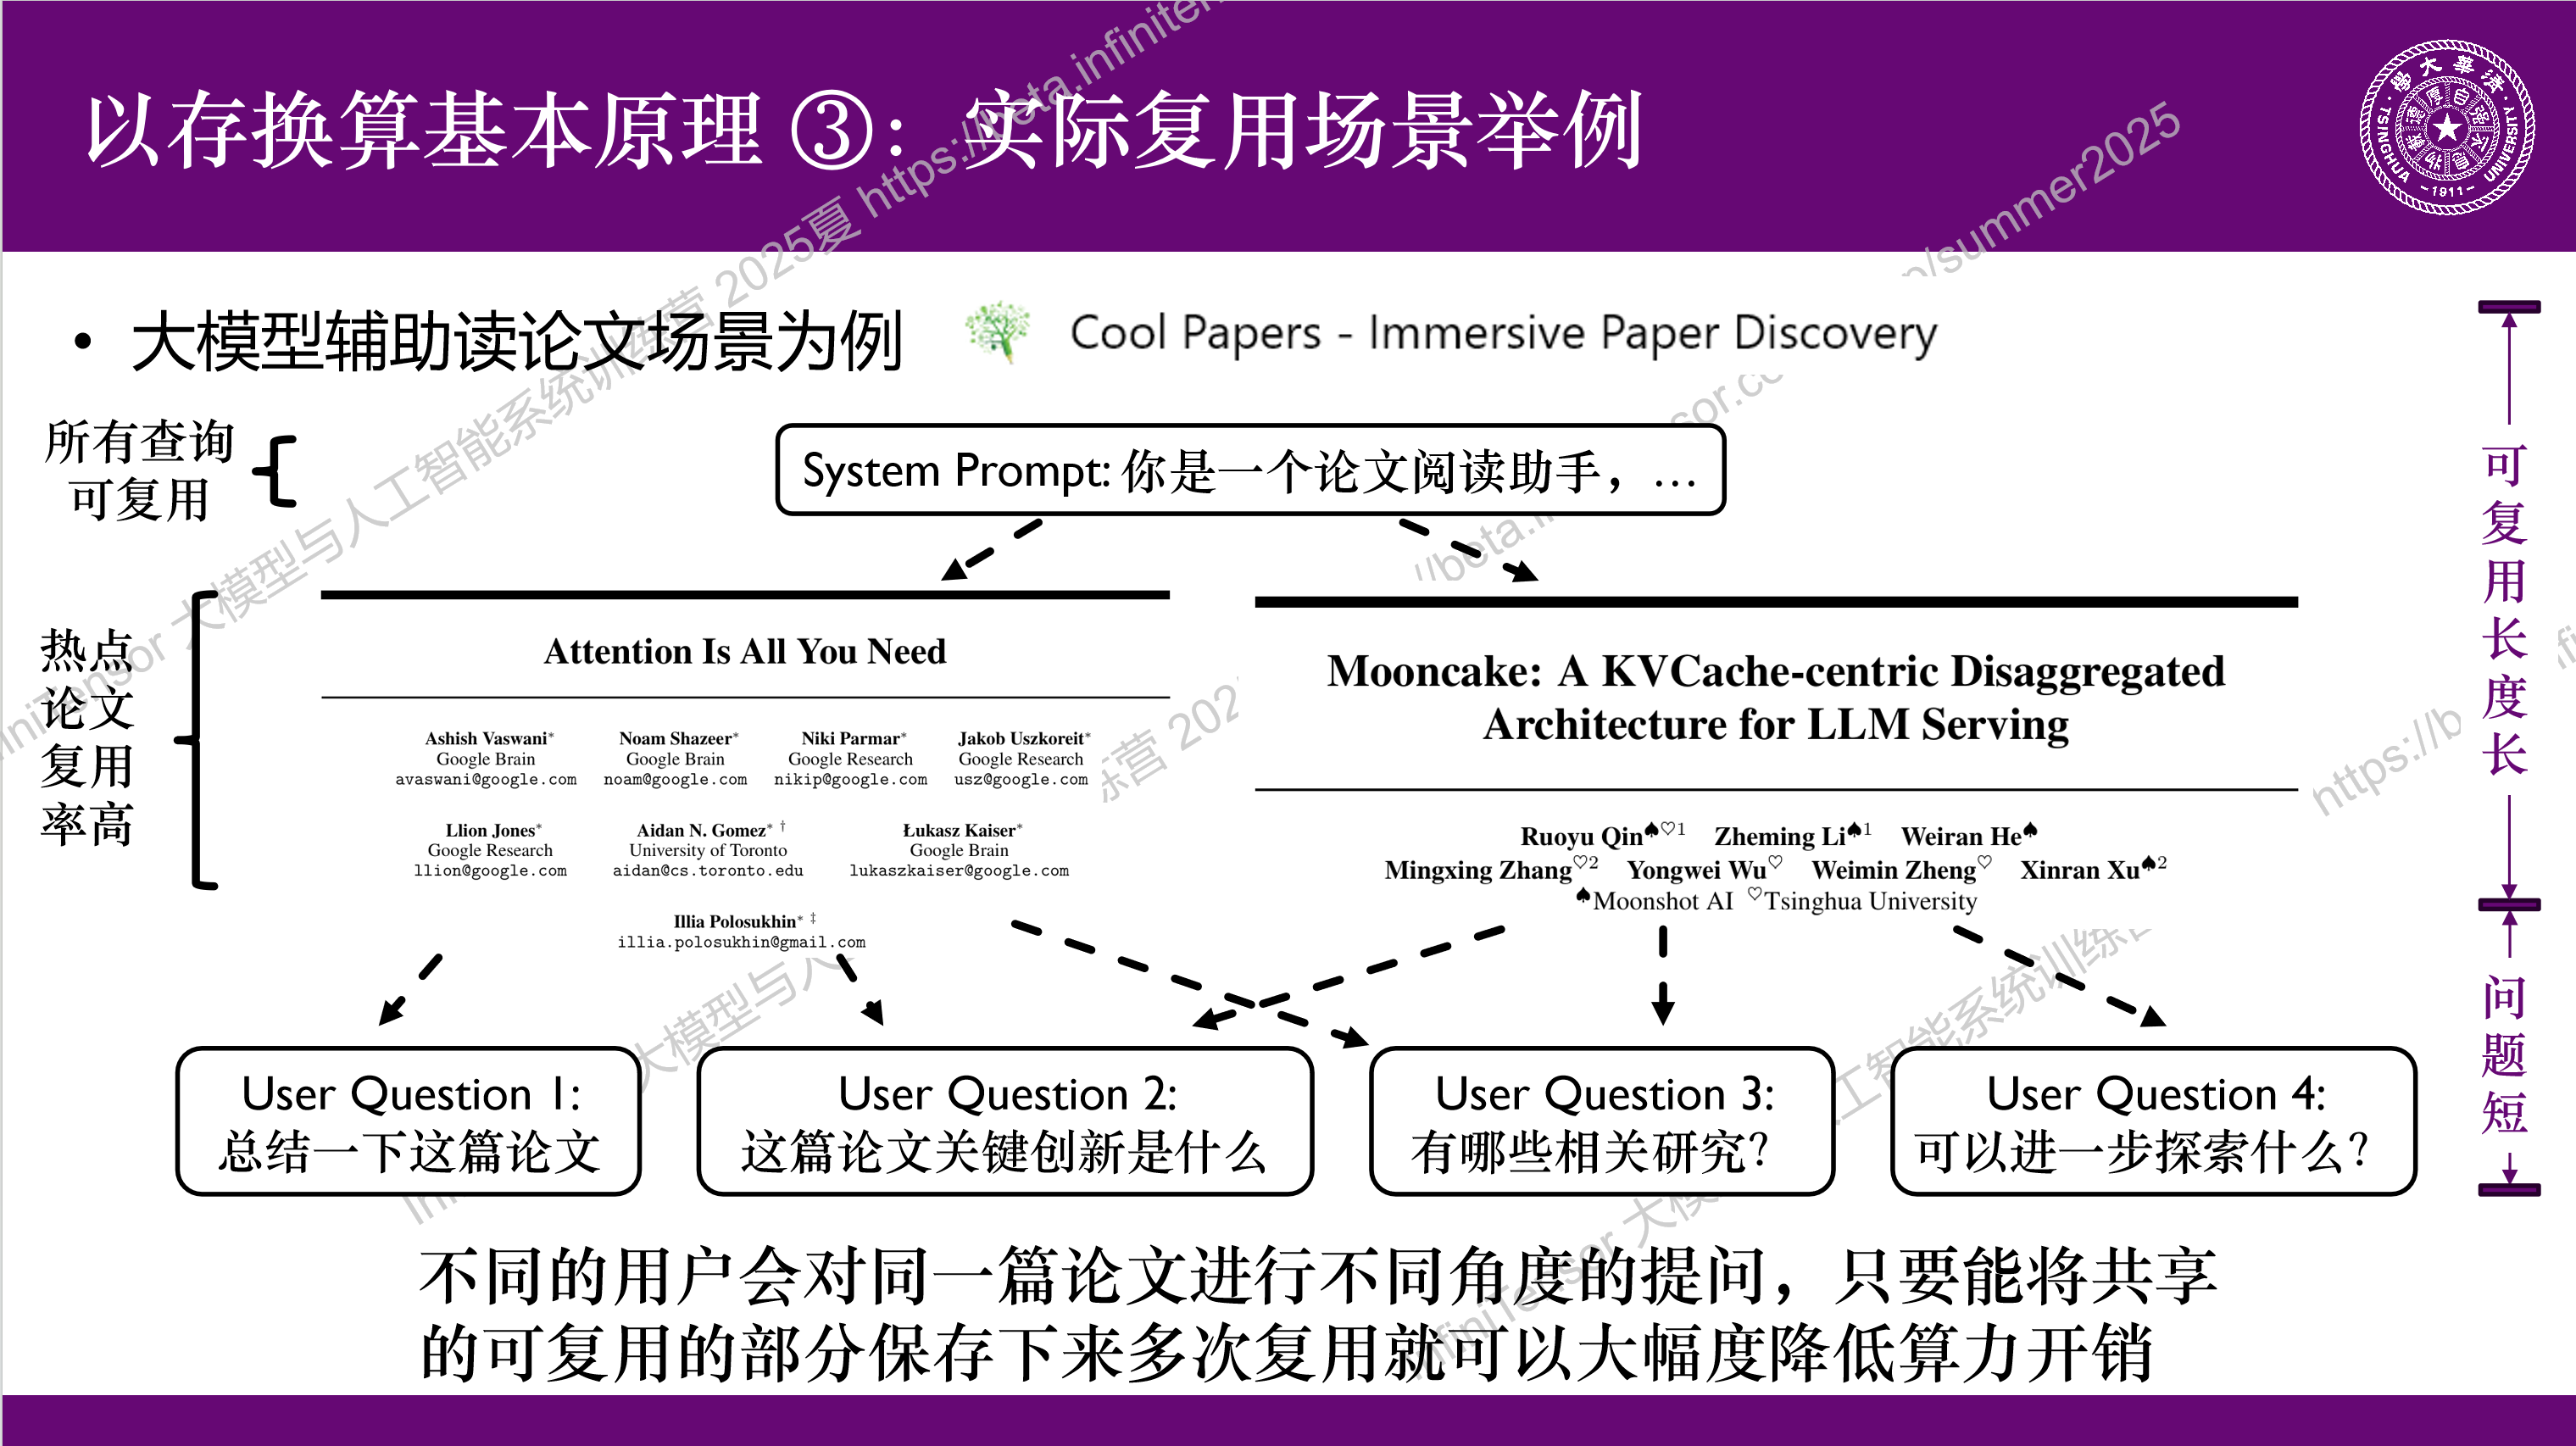 以存换算基本原理 ③：实际复用场景举例
• 大模型辅助读论文场景为例
Cool Papers - Immersive Paper Discovery
所有查询
可复用
System Prompt: 你是一个论文阅读助手，…
热点
论文
复用
率高
Attention Is All You Need
Ashish Vaswani* Noam Shazeer* Niki Parmar* Jakob Uszkoreit*
Google Brain Google Brain Google Research Google Research
avaswani@google.com noam@google.com nikip@google.com usz@google.com
Llion Jones* Aidan N. Gomez* † Łukasz Kaiser*
Google Research University of Toronto Google Brain
llion@google.com aidan@cs.toronto.edu lukaszkaiser@google.com
Illia Polosukhin* ‡
illia.polosukhin@gmail.com
Mooncake: A KVCache-centric Disaggregated
Architecture for LLM Serving
Ruoyu Qin♠♡1 Zheming Li♠1 Weiran He♠
Mingxing Zhang♡2 Yongwei Wu♡ Weimin Zheng♡ Xinran Xu♠2
♠Moonshot AI ♡Tsinghua University
User Question 1:
总结一下这篇论文
User Question 2:
这篇论文关键创新是什么
User Question 3:
有哪些相关研究？
User Question 4:
可以进一步探索什么？
可复用长度长
问题短
不同的用户会对同一篇论文进行不同角度的提问，只要能将共享
的可复用的部分保存下来多次复用就可以大幅度降低算力开销
TSINGHUA UNIVERSITY
-1911-
InfiniTensor 大模型与人工智能系统训练营 2025夏 https://beta.infiniten
p/summer2025